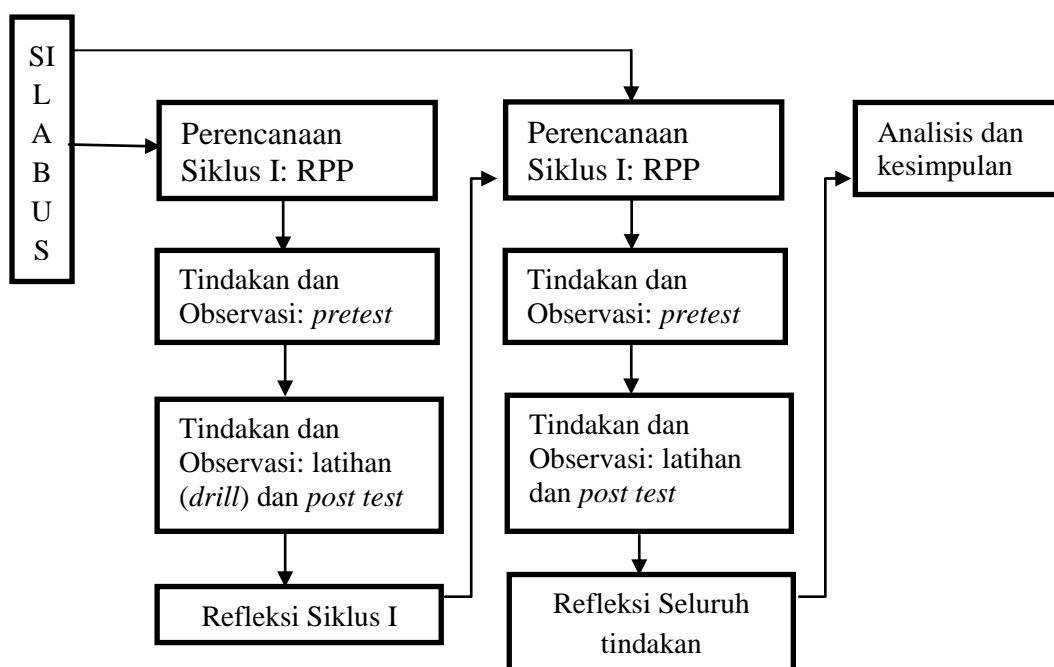 SI
L
A
B
U
S
Perencanaan
Siklus I: RPP
Tindakan dan
Observasi: pretest
Tindakan dan
Observasi: latihan
(drill) dan post test
Refleksi Siklus I
Perencanaan
Siklus I: RPP
Tindakan dan
Observasi: pretest
Tindakan dan
Observasi: latihan
dan post test
Refleksi Seluruh
tindakan
Analisis dan
kesimpulan